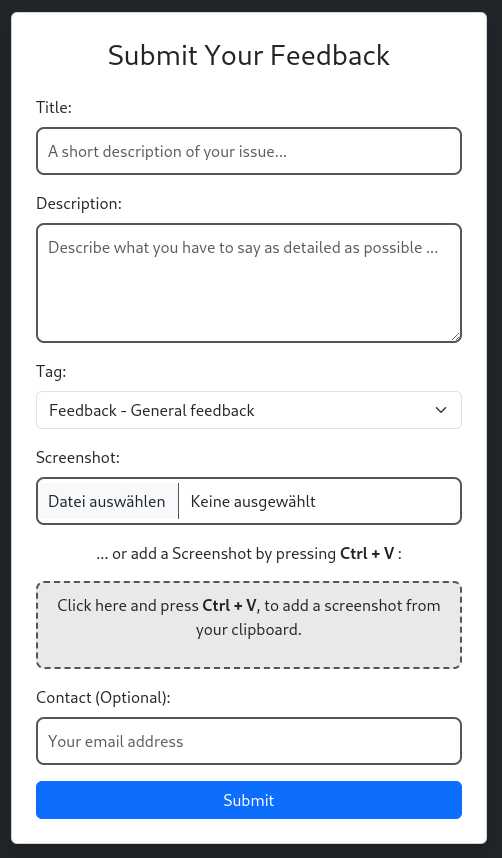 Submit Your Feedback
Title:
A short description of your issue...
Description:
Describe what you have to say as detailed as possible ...
Tag:
Feedback - General feedback
Screenshot:
Datei auswählen Keine ausgewählt
... or add a Screenshot by pressing Ctrl + V :
Click here and press Ctrl + V, to add a screenshot from
your clipboard.
Contact (Optional):
Your email address
Submit